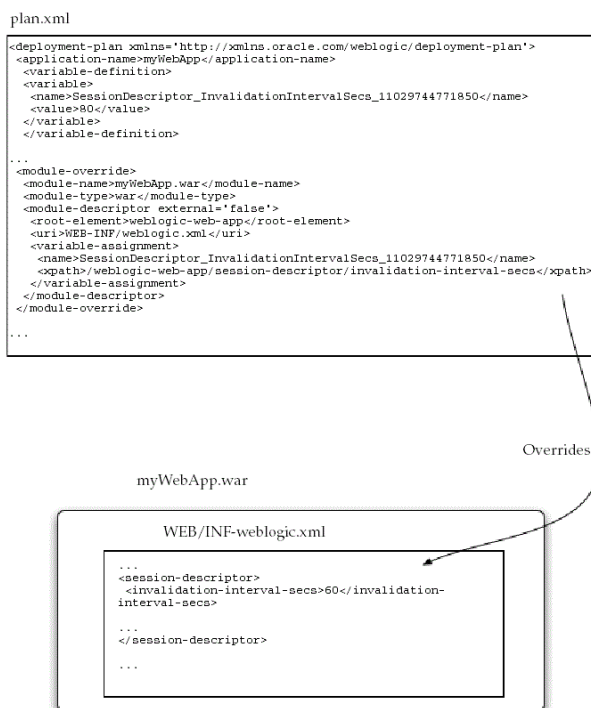 plan.xml
<deployment-plan xmlns='http://xmlns.oracle.com/weblogic/deployment-plan'>
<application-name>myWebApp</application-name>
<variable-definition>
<variable>
<name>SessionDescriptor_InvalidationIntervalSecs_11029744771850</name>
<value>80</value>
</variable>
</variable-definition>
...
<module-override>
<module-name>myWebApp.war</module-name>
<module-type>war</module-type>
<module-descriptor external='false'>
<root-element>weblogic-web-app</root-element>
<uri>WEB-INF/weblogic.xml</uri>
<variable-assignment>
<name>SessionDescriptor_InvalidationIntervalSecs_11029744771850</name>
<xpath>/weblogic-web-app/session-descriptor/invalidation-interval-secs</xpath>
</variable-assignment>
</module-descriptor>
</module-override>
...
Overrides
myWebApp.war
WEB/INF-weblogic.xml
...
<session-descriptor>
<invalidation-interval-secs>60</invalidation-
interval-secs>
...
</session-descriptor>
...